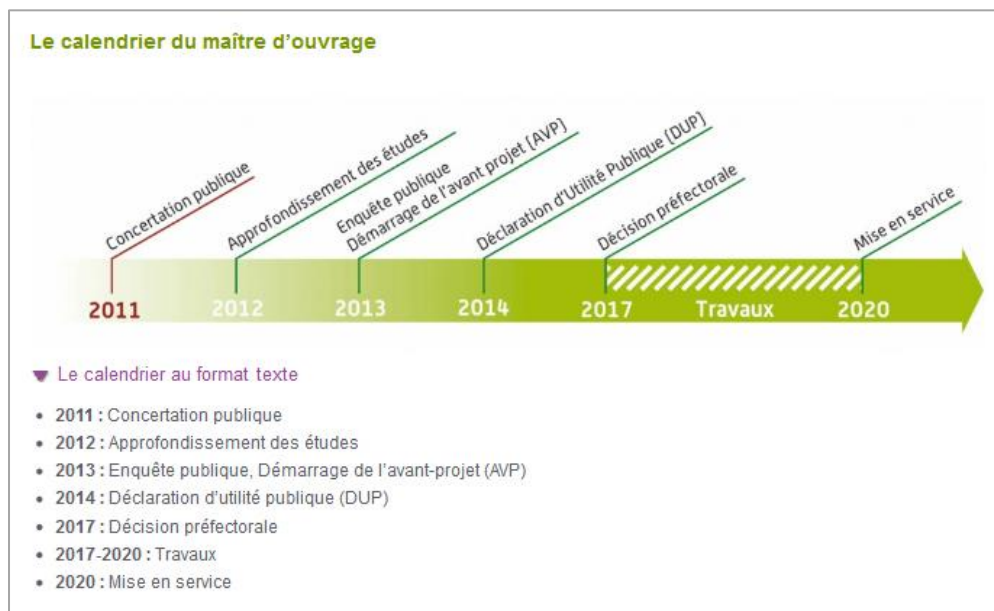 Le calendrier du maître d'ouvrage
Concertation publique
Approfondissement des études
Enquête publique
Démarrage de l'avant projet (AVP)
Déclaration d'Utilité Publique (DUP)
Décision préfectorale
Mise en service
2011 2012 2013 2014 2017 Travaux 2020
Le calendrier au format texte
• 2011 : Concertation publique
• 2012 : Approfondissement des études
• 2013 : Enquête publique, Démarrage de l'avant-projet (AVP)
• 2014 : Déclaration d'utilité publique (DUP)
• 2017 : Décision préfectorale
• 2017-2020 : Travaux
• 2020 : Mise en service